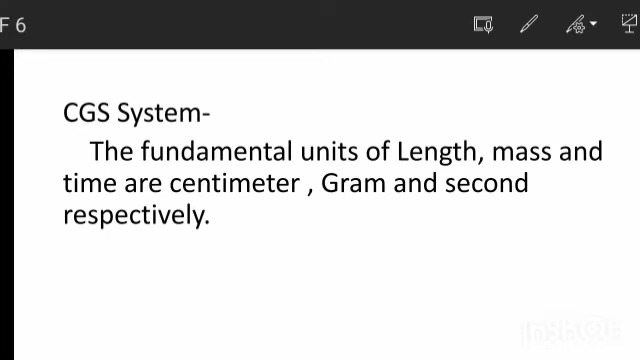 F 6
CGS System-
The fundamental units of Length, mass and
time are centimeter , Gram and second
respectively.